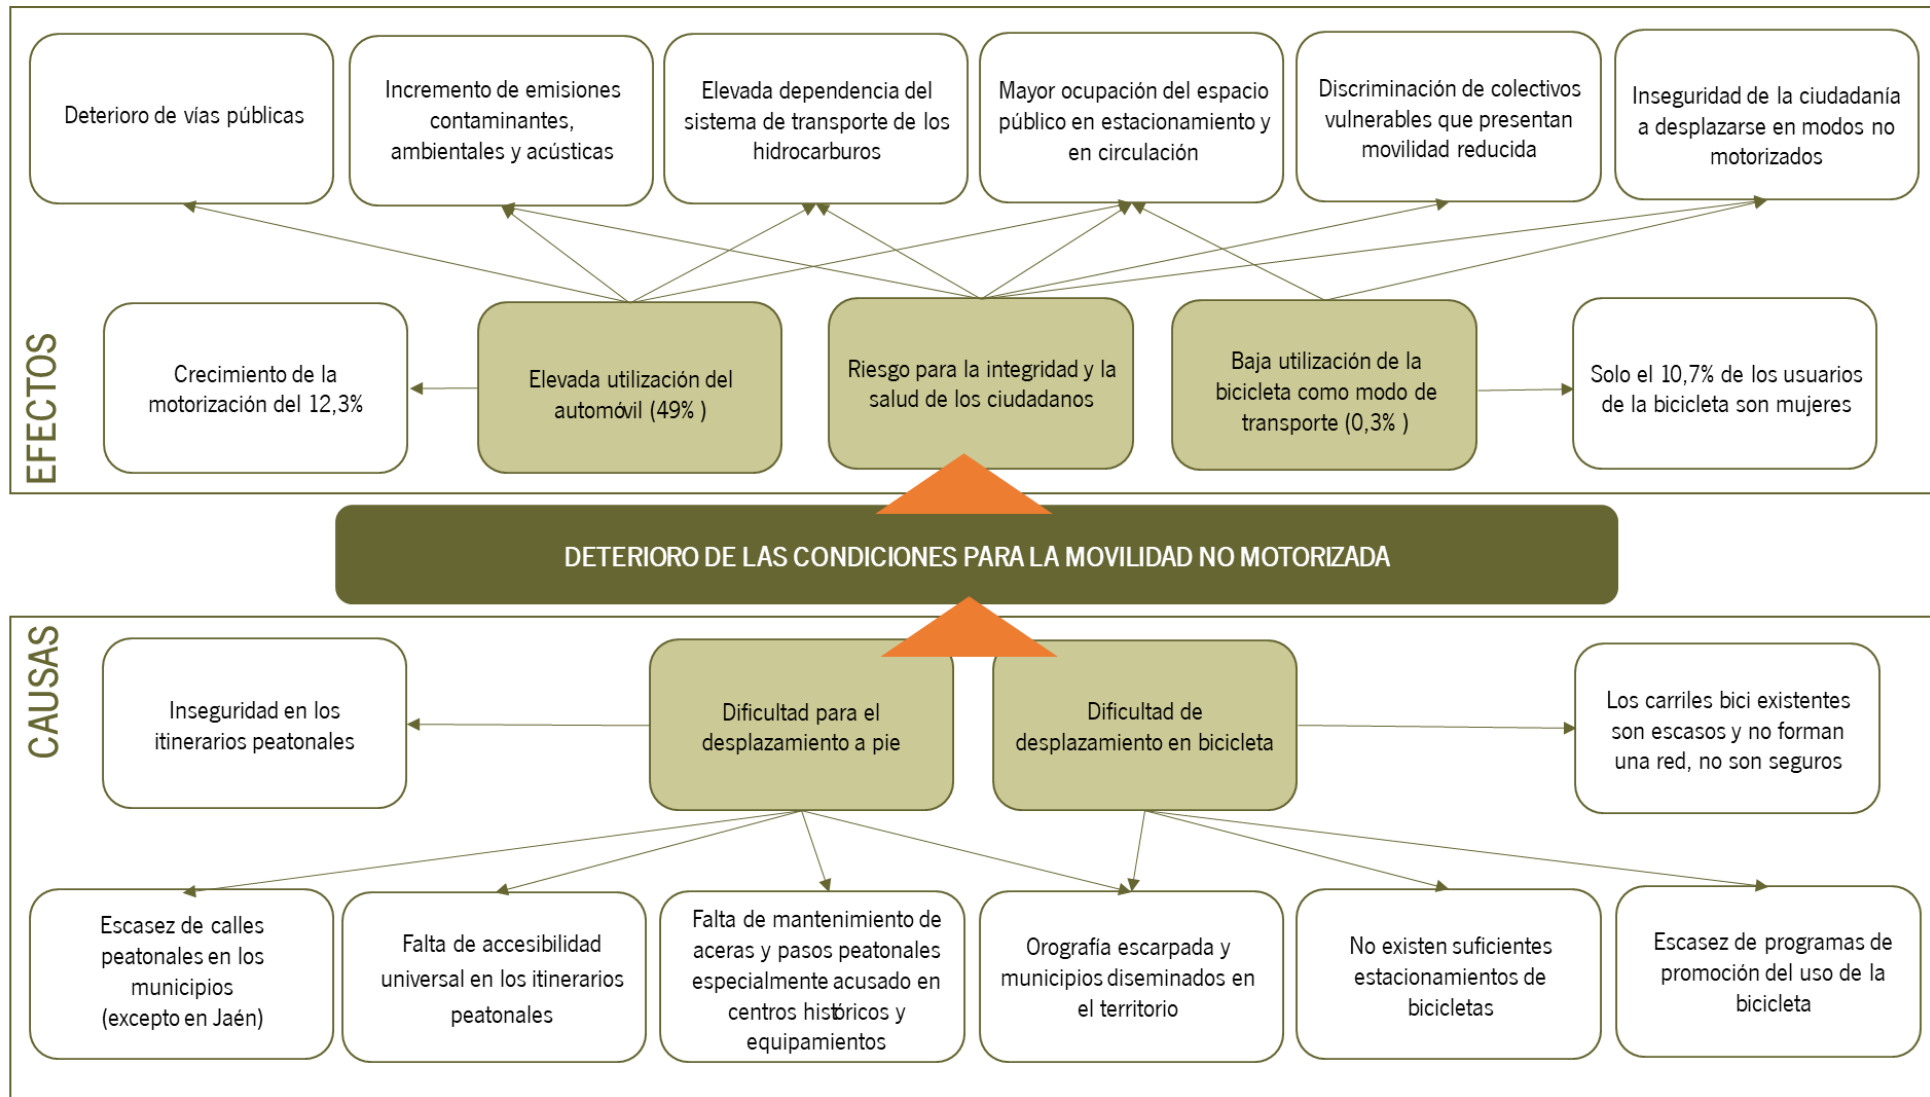 Deterioro de vías públicas
Incremento de emisiones
contaminantes,
ambientales y acústicas
Elevada dependencia del
sistema de transporte de los
hidrocarburos
Mayor ocupación del espacio
público en estacionamiento y
en circulación
Discriminación de colectivos
vulnerables que presentan
movilidad reducida
Inseguridad de la ciudadanía
a desplazarse en modos no
motorizados
EFECTOS
Crecimiento de la
motorización del 12,3%
Elevada utilización del
automóvil (49% )
Riesgo para la integridad y la
salud de los ciudadanos
Baja utilización de la
bicicleta como modo de
transporte (0,3% )
Solo el 10,7% de los usuarios
de la bicicleta son mujeres
DETERIORO DE LAS CONDICIONES PARA LA MOVILIDAD NO MOTORIZADA
CAUSAS
Inseguridad en los
itinerarios peatonales
Dificultad para el
desplazamiento a pie
Dificultad de
desplazamiento en bicicleta
Los carriles bici existentes
son escasos y no forman
una red, no son seguros
Escasez de calles
peatonales en los
municipios
(excepto en Jaén)
Falta de accesibilidad
universal en los itinerarios
peatonales
Falta de mantenimiento de
aceras y pasos peatonales
especialmente acusado en
centros históricos y
equipamientos
Orografía escarpada y
municipios diseminados en
el territorio
No existen suficientes
estacionamientos de
bicicletas
Escasez de programas de
promoción del uso de la
bicicleta